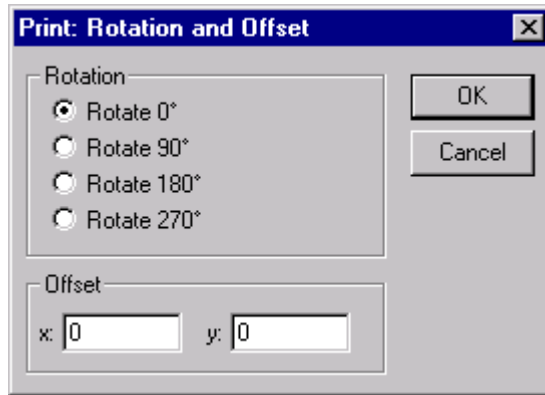 Print: Rotation and Offset
Rotation
Rotate 0°
Rotate 90°
Rotate 180°
Rotate 270°
OK
Cancel
Offset
x: 0 y: 0